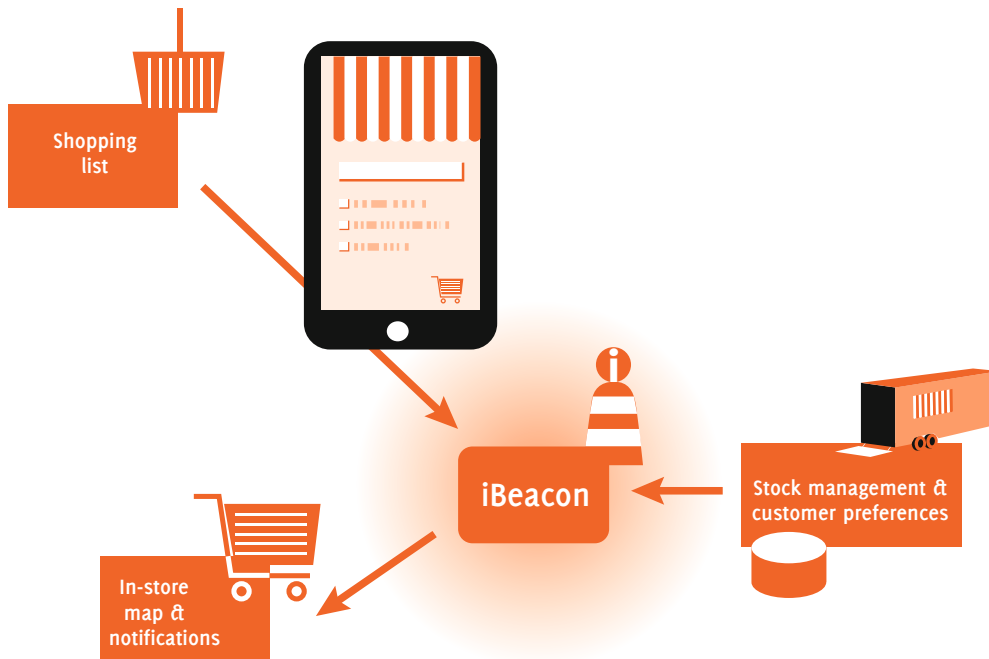 Shopping
list
i
iBeacon
Stock management &
customer preferences
In-store
map &
notifications